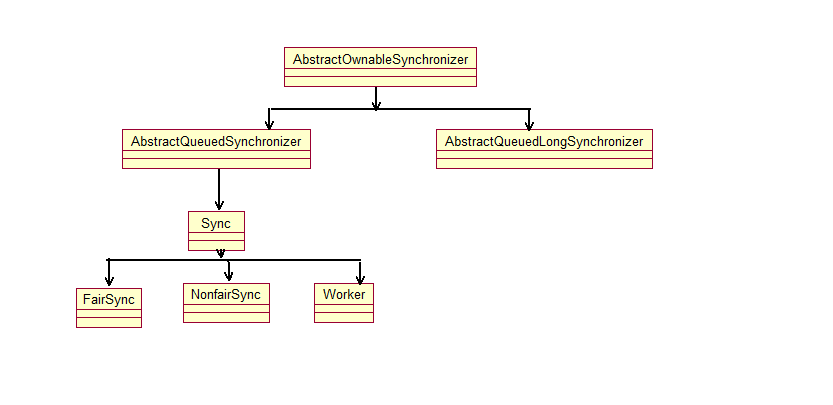 AbstractOwnableSynchronizer
AbstractQueuedSynchronizer
AbstractQueuedLongSynchronizer
Sync
FairSync
NonfairSync
Worker